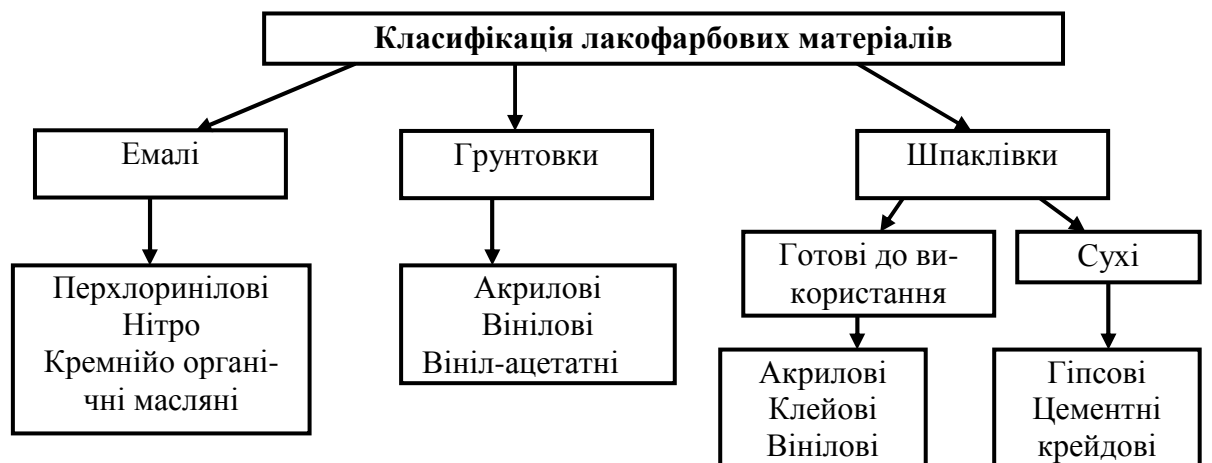 Класифікація лакофарбових матеріалів
Емалі
Грунтовки
Шпаклівки
Готові до ви-
користання
Сухі
Перхлоринілові
Нітро
Кремнійо органі-
чні масляні
Акрилові
Вінілові
Вініл-ацетатні
Акрилові
Клейові
Вінілові
Гіпсові
Цементні
крейдові